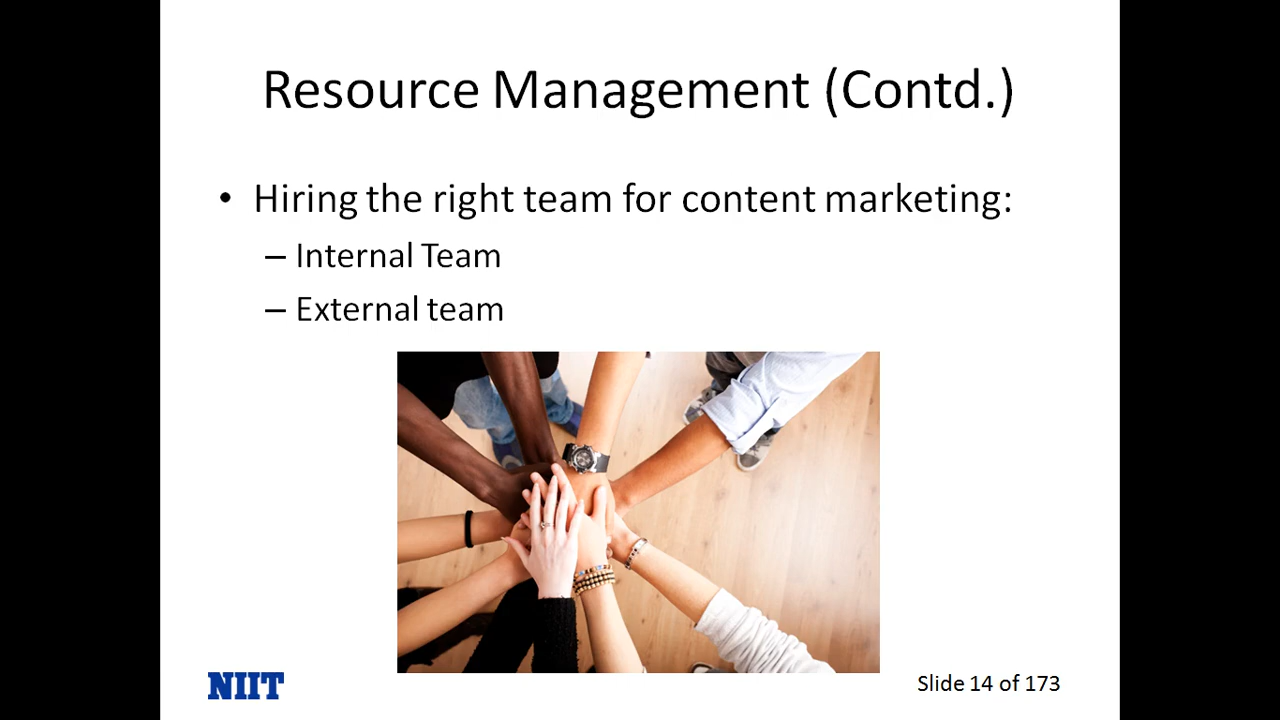 Resource Management (Contd.)
• Hiring the right team for content marketing:
– Internal Team
– External team
NIIT
Slide 14 of 173